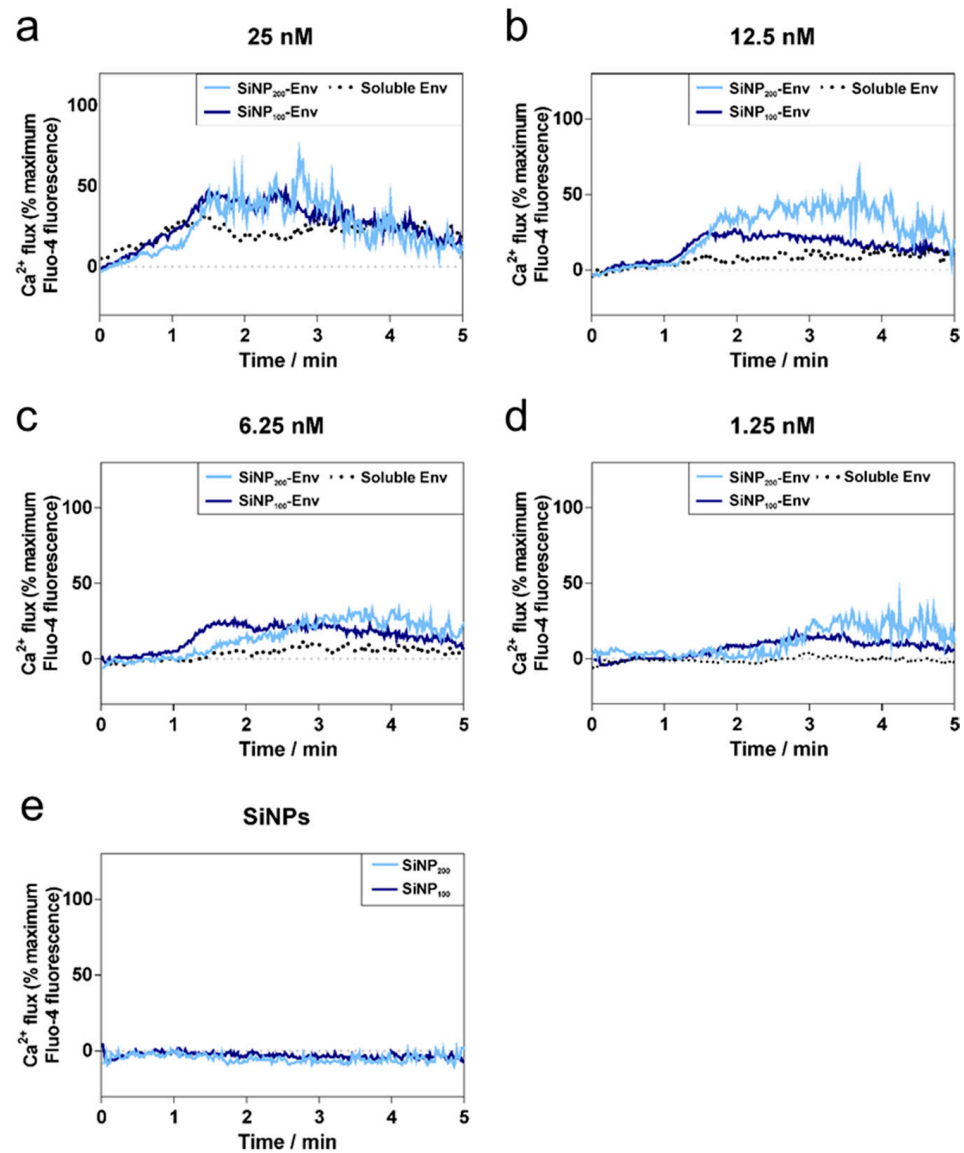 a
25 nM
SiNP₂₀₀-Env
Soluble Env
SiNP₁₀₀-Env
100
50
0
Ca²⁺ flux (% maximum
Fluo-4 fluorescence)
0 1 2 3 4 5
Time / min
b
12.5 nM
SiNP₂₀₀-Env
Soluble Env
SiNP₁₀₀-Env
100
50
0
Ca²⁺ flux (% maximum
Fluo-4 fluorescence)
0 1 2 3 4 5
Time / min
c
6.25 nM
SiNP₂₀₀-Env
Soluble Env
SiNP₁₀₀-Env
100
50
0
Ca²⁺ flux (% maximum
Fluo-4 fluorescence)
0 1 2 3 4 5
Time / min
d
1.25 nM
SiNP₂₀₀-Env
Soluble Env
SiNP₁₀₀-Env
100
50
0
Ca²⁺ flux (% maximum
Fluo-4 fluorescence)
0 1 2 3 4 5
Time / min
e
SiNPs
SiNP₂₀₀
SiNP₁₀₀
100
50
0
Ca²⁺ flux (% maximum
Fluo-4 fluorescence)
0 1 2 3 4 5
Time / min